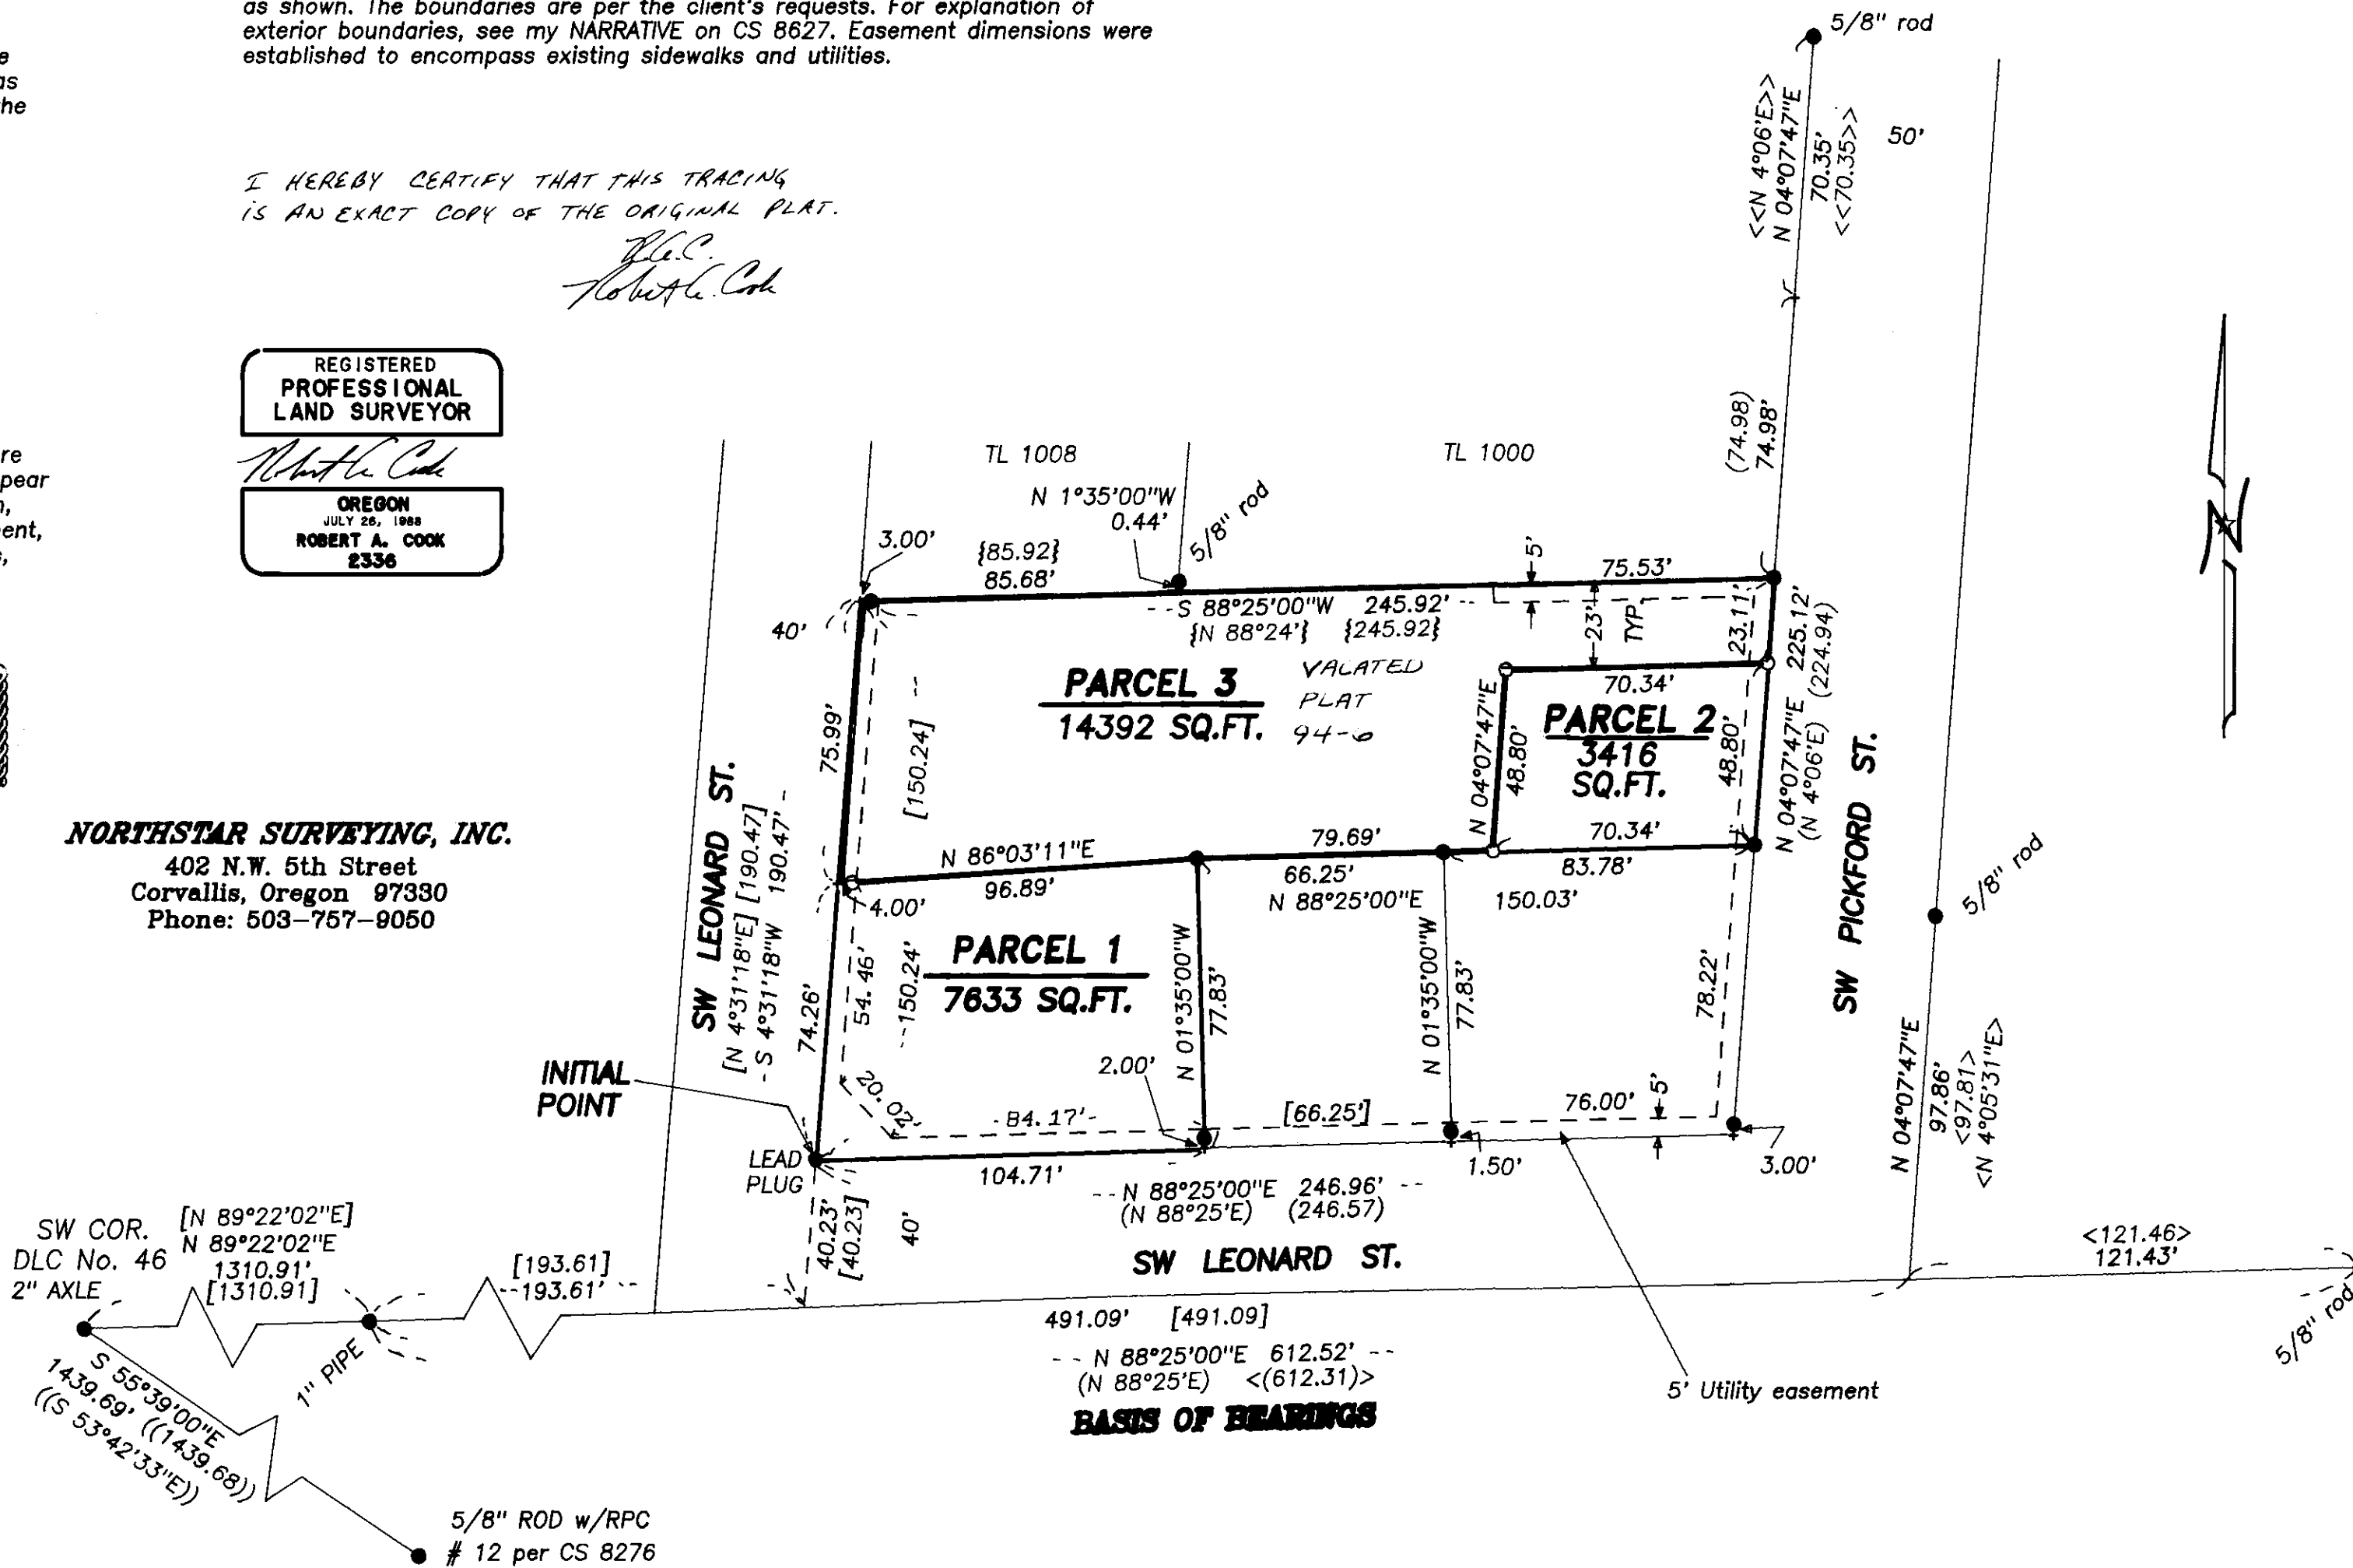 as shown. The boundaries are per the client's requests. For explanation of
exterior boundaries, see my NARRATIVE on CS 8627. Easement dimensions were
established to encompass existing sidewalks and utilities.
I HEREBY CERTIFY THAT THIS TRACING
IS AN EXACT COPY OF THE ORIGINAL PLAT.
R.A.C.
Robert A. Cook
REGISTERED
PROFESSIONAL
LAND SURVEYOR
Robert A. Cook
OREGON
JULY 26, 1988
ROBERT A. COOK
2336
NORTHSTAR SURVEYING, INC.
402 N.W. 5th Street
Corvallis, Oregon 97330
Phone: 503-757-9050
5/8" rod
<<N 4°06'E>>
N 04°07'47"E
70.35'
<<70.35>>
50'
(74.98)
74.98'
TL 1008
TL 1000
N 1°35'00"W
0.44'
5/8" rod
3.00'
{85.92}
85.68'
5'
75.53'
--S 88°25'00"W 245.92'--
{N 88°24'} {245.92}
23'
TYP.
23.11'
40'
225.12'
(224.94)
N 04°07'47"E
(N 4°06'E)
PARCEL 3
14392 SQ.FT.
VALATED
PLAT
94-6
70.34'
PARCEL 2
3416
SQ.FT.
N 04°07'47"E
48.80'
48.80'
70.34'
75.99'
[150.24] --
SW LEONARD ST.
[N 4°31'18"E] [190.47]
- S 4°31'18"W 190.47' -
N 86°03'11"E
96.89'
79.69'
66.25'
N 88°25'00"E
83.78'
150.03'
SW PICKFORD ST.
5/8" rod
4.00'
PARCEL 1
7633 SQ.FT.
74.26'
54.46'
--150.24'
N 01°35'00"W
77.83'
N 01°35'00"W
77.83'
78.22'
N 04°07'47"E
97.86'
<97.81>
<N 4°05'31"E>
INITIAL
POINT
20.02'
2.00'
-84.17'-
[66.25']
76.00'
5'
LEAD
PLUG
104.71'
1.50'
3.00'
--N 88°25'00"E 246.96' --
(N 88°25'E) (246.57)
40.23'
[40.23]
40'
SW LEONARD ST.
SW COR.
DLC No. 46
2" AXLE
[N 89°22'02"E]
N 89°22'02"E
1310.91'
[1310.91]
[193.61]
--193.61' --
<121.46>
121.43'
5/8" rod
491.09' [491.09]
-- N 88°25'00"E 612.52' --
(N 88°25'E) <(612.31)>
BASIS OF BEARINGS
5' Utility easement
1" PIPE
S 55°39'00"E
1439.69' ((1439.68))
((S 53°42'33"E))
5/8" ROD w/RPC
# 12 per CS 8276